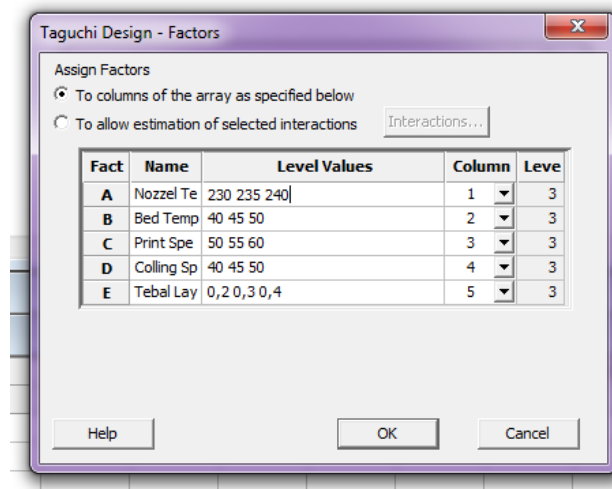 Taguchi Design - Factors
Assign Factors
To columns of the array as specified below
To allow estimation of selected interactions Interactions...
Fact Name Level Values Column Leve
A Nozzel Te 230 235 240 1 3
B Bed Temp 40 45 50 2 3
C Print Spe 50 55 60 3 3
D Colling Sp 40 45 50 4 3
E Tebal Lay 0,2 0,3 0,4 5 3
Help OK Cancel